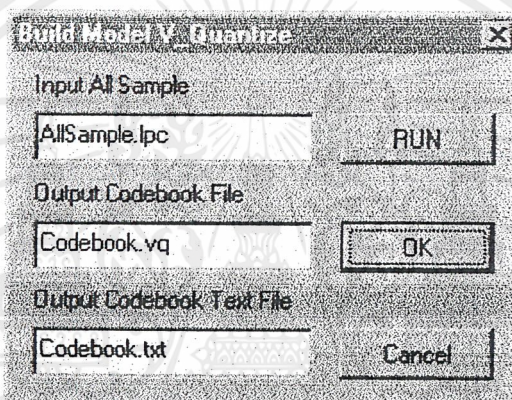 Build Model V_Quantize
Input All Sample
AllSample.lpc
RUN
Output Codebook File
Codebook.vq
OK
Output Codebook Text File
Codebook.txt
Cancel